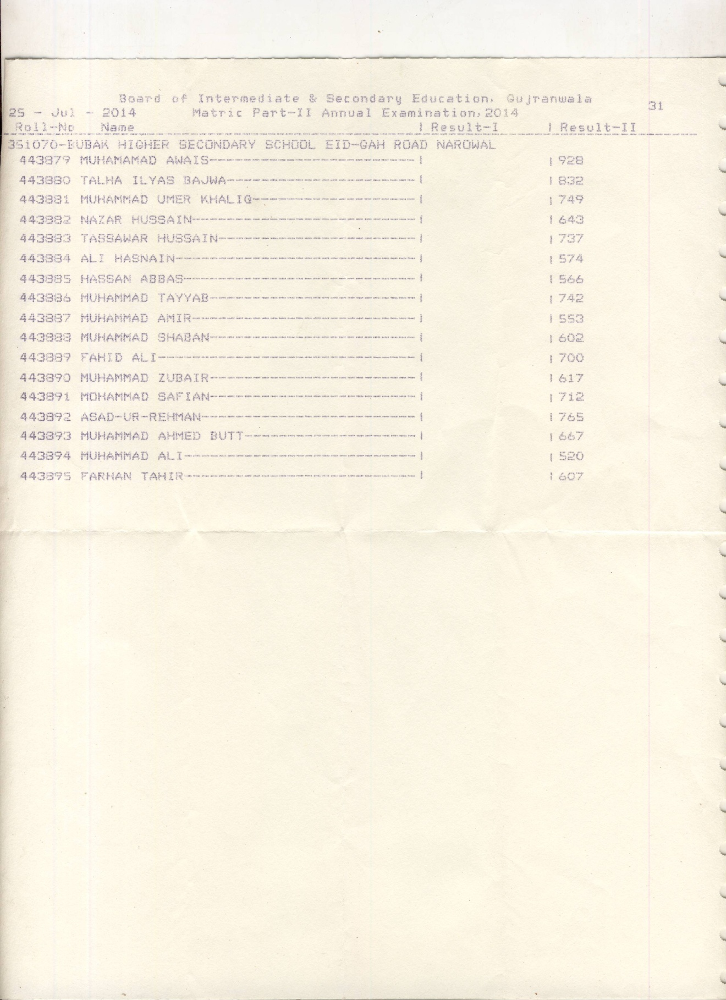 Board of Intermediate & Secondary Education, Gujranwala
31
25 - Jul - 2014 Matric Part-II Annual Examination,2014
Roll-No Name | Result-I | Result-II
351070-BUBAK HIGHER SECONDARY SCHOOL EID-GAH ROAD NAROWAL
443879 MUHAMAMAD AWAIS------------------------| | 928
443880 TALHA ILYAS BAJWA----------------------| | 832
443881 MUHAMMAD UMER KHALIQ-------------------| | 749
443882 NAZAR HUSSAIN--------------------------| | 643
443883 TASSAWAR HUSSAIN-----------------------| | 737
443884 ALI HASNAIN----------------------------| | 574
443885 HASSAN ABBAS---------------------------| | 566
443886 MUHAMMAD TAYYAB------------------------| | 742
443887 MUHAMMAD AMIR--------------------------| | 553
443888 MUHAMMAD SHABAN------------------------| | 602
443889 FAHID ALI------------------------------| | 700
443890 MUHAMMAD ZUBAIR------------------------| | 617
443891 MOHAMMAD SAFIAN------------------------| | 712
443892 ASAD-UR-REHMAN-------------------------| | 765
443893 MUHAMMAD AHMED BUTT--------------------| | 667
443894 MUHAMMAD ALI---------------------------| | 520
443895 FARHAN TAHIR---------------------------| | 607